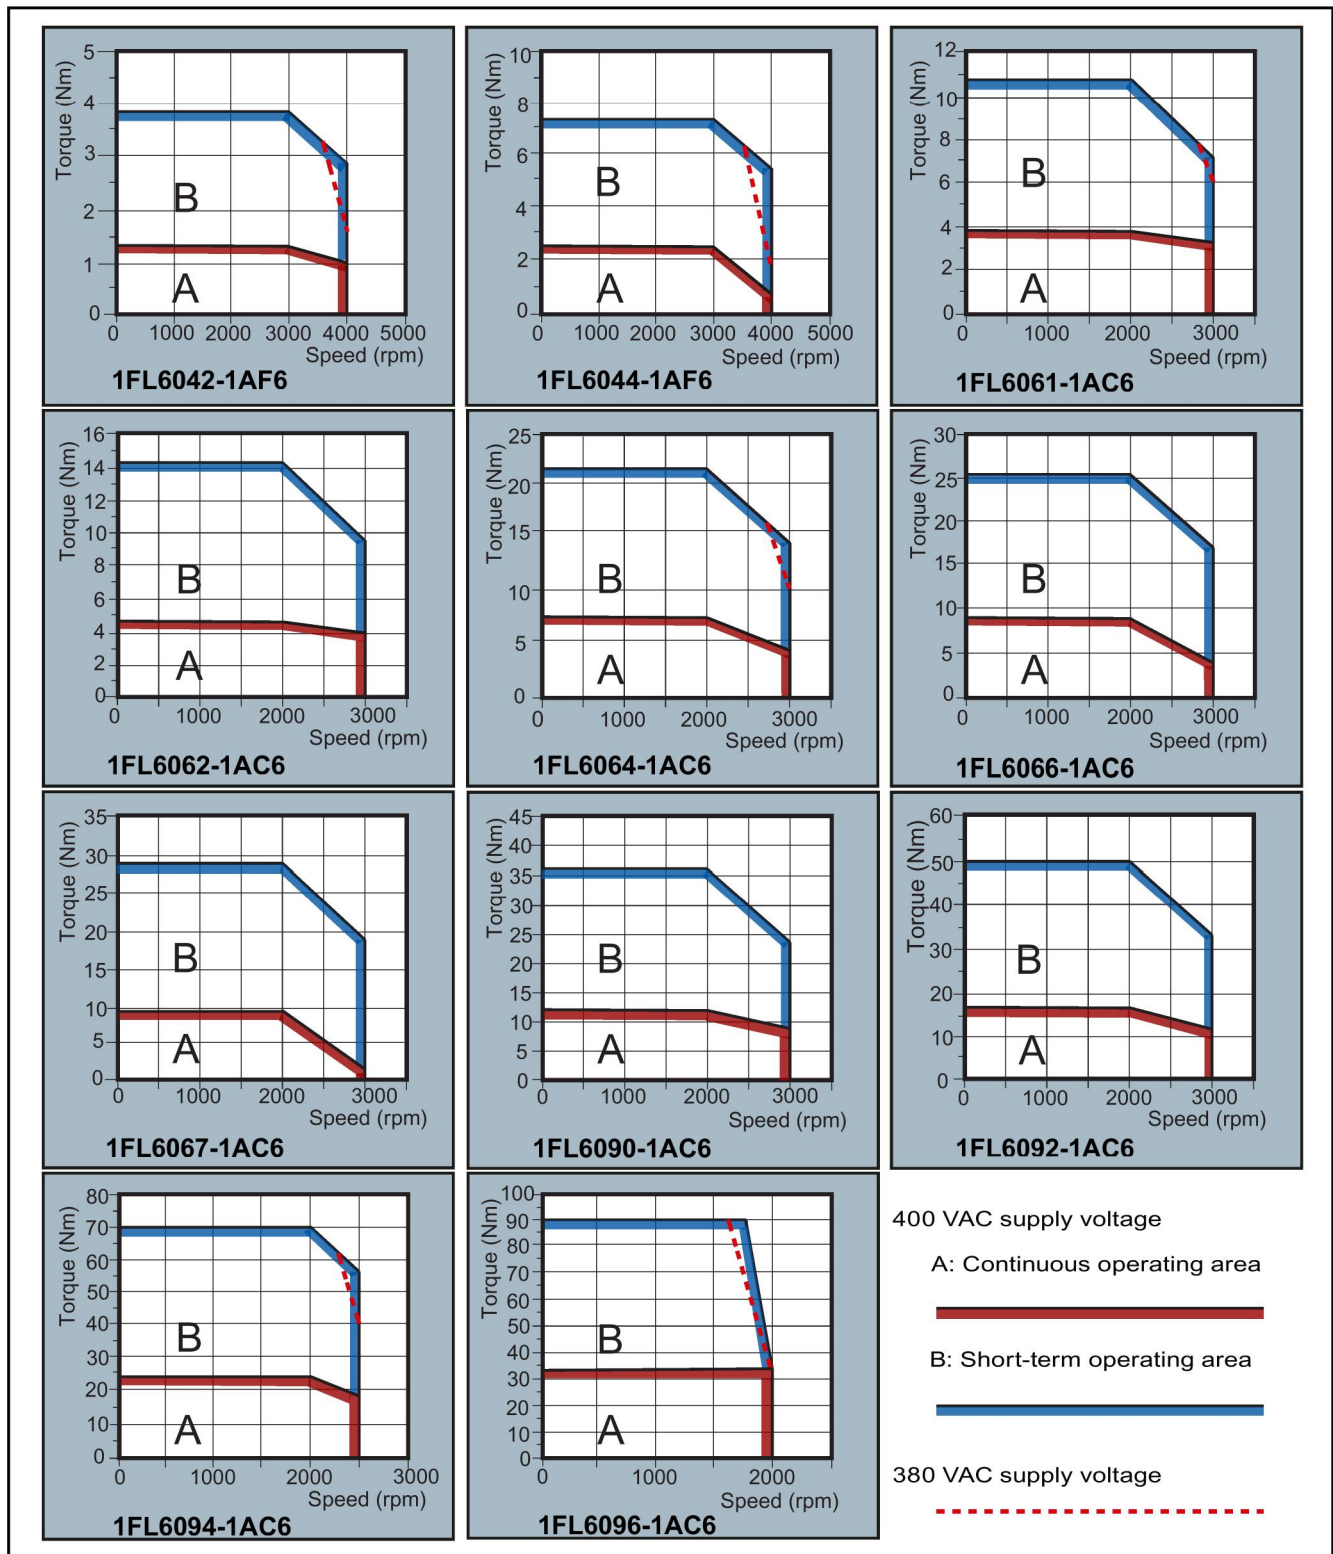 5
4
3
2
1
0
Torque (Nm)
B
A
0 1000 2000 3000 4000 5000
Speed (rpm)
1FL6042-1AF6
10
8
6
4
2
0
Torque (Nm)
B
A
0 1000 2000 3000 4000 5000
Speed (rpm)
1FL6044-1AF6
12
10
8
6
4
2
0
Torque (Nm)
B
A
0 1000 2000 3000
Speed (rpm)
1FL6061-1AC6
16
14
12
10
8
6
4
2
0
Torque (Nm)
B
A
0 1000 2000 3000
Speed (rpm)
1FL6062-1AC6
25
20
15
10
5
0
Torque (Nm)
B
A
0 1000 2000 3000
Speed (rpm)
1FL6064-1AC6
30
25
20
15
10
5
0
Torque (Nm)
B
A
0 1000 2000 3000
Speed (rpm)
1FL6066-1AC6
35
30
25
20
15
10
5
0
Torque (Nm)
B
A
0 1000 2000 3000
Speed (rpm)
1FL6067-1AC6
45
40
35
30
25
20
15
10
5
0
Torque (Nm)
B
A
0 1000 2000 3000
Speed (rpm)
1FL6090-1AC6
60
50
40
30
20
10
0
Torque (Nm)
B
A
0 1000 2000 3000
Speed (rpm)
1FL6092-1AC6
80
70
60
50
40
30
20
10
0
Torque (Nm)
B
A
0 1000 2000 3000
Speed (rpm)
1FL6094-1AC6
100
90
80
70
60
50
40
30
20
10
0
Torque (Nm)
B
A
0 1000 2000
Speed (rpm)
1FL6096-1AC6
400 VAC supply voltage
A: Continuous operating area
B: Short-term operating area
380 VAC supply voltage